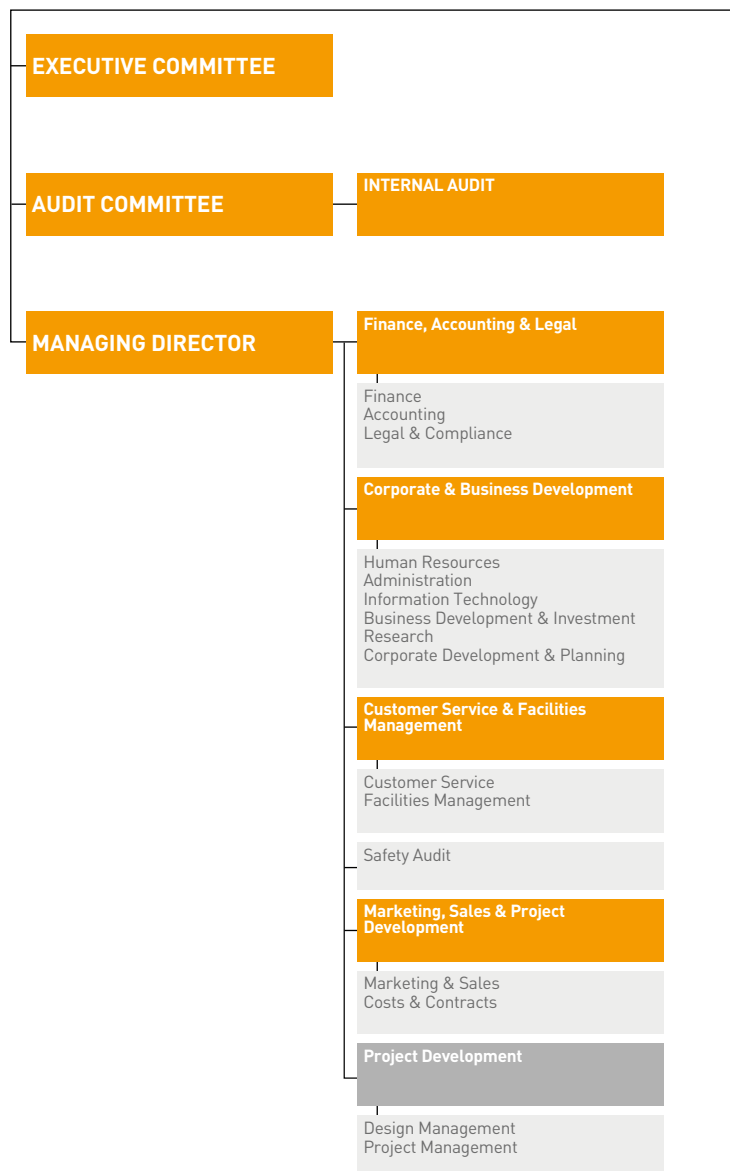 EXECUTIVE COMMITTEE
AUDIT COMMITTEE
INTERNAL AUDIT
MANAGING DIRECTOR
Finance, Accounting & Legal
Finance
Accounting
Legal & Compliance
Corporate & Business Development
Human Resources
Administration
Information Technology
Business Development & Investment
Research
Corporate Development & Planning
Customer Service & Facilities
Management
Customer Service
Facilities Management
Safety Audit
Marketing, Sales & Project
Development
Marketing & Sales
Costs & Contracts
Project Development
Design Management
Project Management